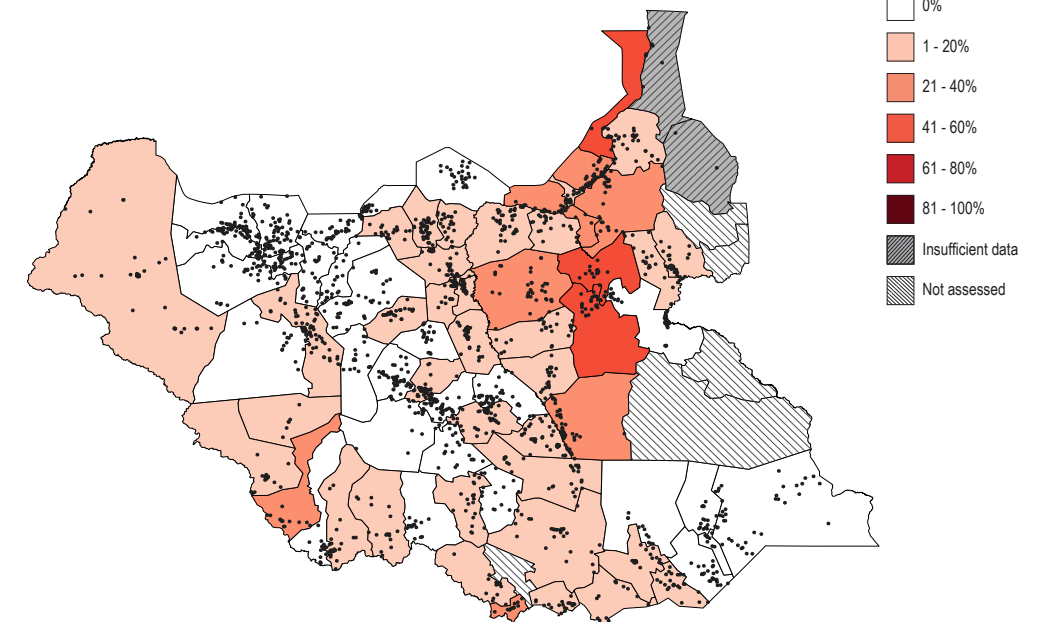 0%
1 - 20%
21 - 40%
41 - 60%
61 - 80%
81 - 100%
Insufficient data
Not assessed